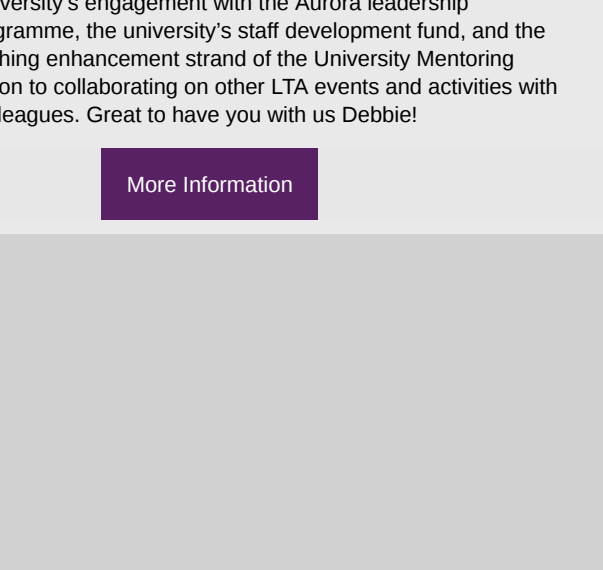 versity's engagement with the Aurora leadership
gramme, the university’s staff development fund, and the
hing enhancement strand of the University Mentoring
on to collaborating on other LTA events and activities with
leagues. Great to have you with us Debbie!
More Information